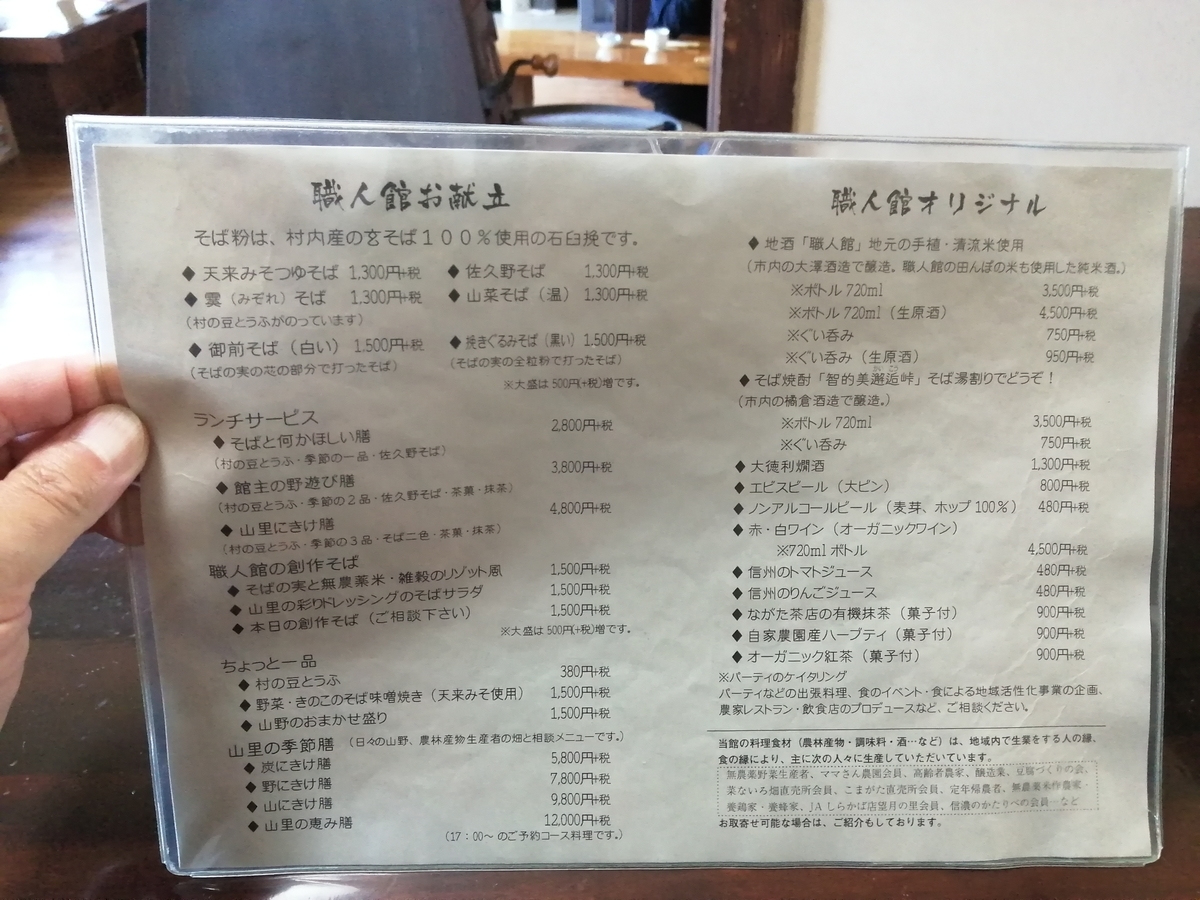 職人館お献立
そば粉は、村内産の玄そば１００％使用の石臼挽です。
◆ 天来みそつゆそば 1,300円+税
◆ 佐久野そば 1,300円+税
◆ 霙（みぞれ）そば 1,300円+税
◆ 山菜そば（温） 1,300円+税
（村の豆とうふがのっています）
◆ 御前そば（白い） 1,500円+税
◆ 挽きぐるみそば（黒い） 1,500円+税
（そばの実の芯の部分で打ったそば）
（そばの実の全粒粉で打ったそば）
※大盛は 500円(+税)増です。
ランチサービス
◆ そばと何かほしい膳 2,800円+税
（村の豆とうふ・季節の一品・佐久野そば）
◆ 館主の野遊び膳 3,800円+税
（村の豆とうふ・季節の２品・佐久野そば・茶菓・抹茶）
◆ 山里にきけ膳 4,800円+税
（村の豆とうふ・季節の３品・そば二色・茶菓・抹茶）
職人館の創作そば
◆ そばの実と無農薬米・雑穀のリゾット風 1,500円+税
◆ 山里の彩りドレッシングのそばサラダ 1,500円+税
◆ 本日の創作そば（ご相談下さい） 1,500円+税
※大盛は 500円(+税)増です。
ちょっと一品
◆ 村の豆とうふ 380円+税
◆ 野菜・きのこのそば味噌焼き（天来みそ使用） 1,500円+税
◆ 山野のおまかせ盛り 1,500円+税
山里の季節膳 （日々の山野、農林産物生産者の畑と相談メニューです。）
◆ 炭にきけ膳 5,800円+税
◆ 野にきけ膳 7,800円+税
◆ 山にきけ膳 9,800円+税
◆ 山里の恵み膳 12,000円+税
（17：00～ のご予約コース料理です。）
職人館オリジナル
◆ 地酒「職人館」地元の手植・清流米使用
（市内の大澤酒造で醸造。職人館の田んぼの米も使用した純米酒。）
※ボトル 720ml 3,500円+税
※ボトル 720ml（生原酒） 4,500円+税
※ぐい呑み 750円+税
※ぐい呑み（生原酒） 950円+税
◆ そば焼酎「智的美邂逅峠」そば湯割りでどうぞ！
（市内の橘倉酒造で醸造。）
※ボトル 720ml 3,500円+税
※ぐい呑み 750円+税
◆ 大徳利燗酒 1,300円+税
◆ エビスビール（大ビン） 800円+税
◆ ノンアルコールビール（麦芽、ホップ 100％） 480円+税
◆ 赤・白ワイン（オーガニックワイン）
※720ml ボトル 4,500円+税
◆ 信州のトマトジュース 480円+税
◆ 信州のりんごジュース 480円+税
◆ ながた茶店の有機抹茶（菓子付） 900円+税
◆ 自家農園産ハーブティ（菓子付） 900円+税
◆ オーガニック紅茶（菓子付） 900円+税
※パーティのケイタリング
パーティなどの出張料理、食のイベント・食による地域活性化事業の企画、
農家レストラン・飲食店のプロデュースなど、ご相談ください。
当館の料理食材（農林産物・調味料・酒…など）は、地域内で生業をする人の縁、
食の縁により、主に次の人々に生産していただいています。
無農薬野菜生産者、ママさん農園会員、高齢者農家、醸造業、豆腐づくりの会、
菜ないろ畑直売所会員、こまがた直売所会員、定年帰農者、無農薬米作農家・
養鶏家・養蜂家、JA しらかば店望月の里会員、信濃のかたりべの会員…など
お取寄せ可能な場合は、ご紹介もしております。